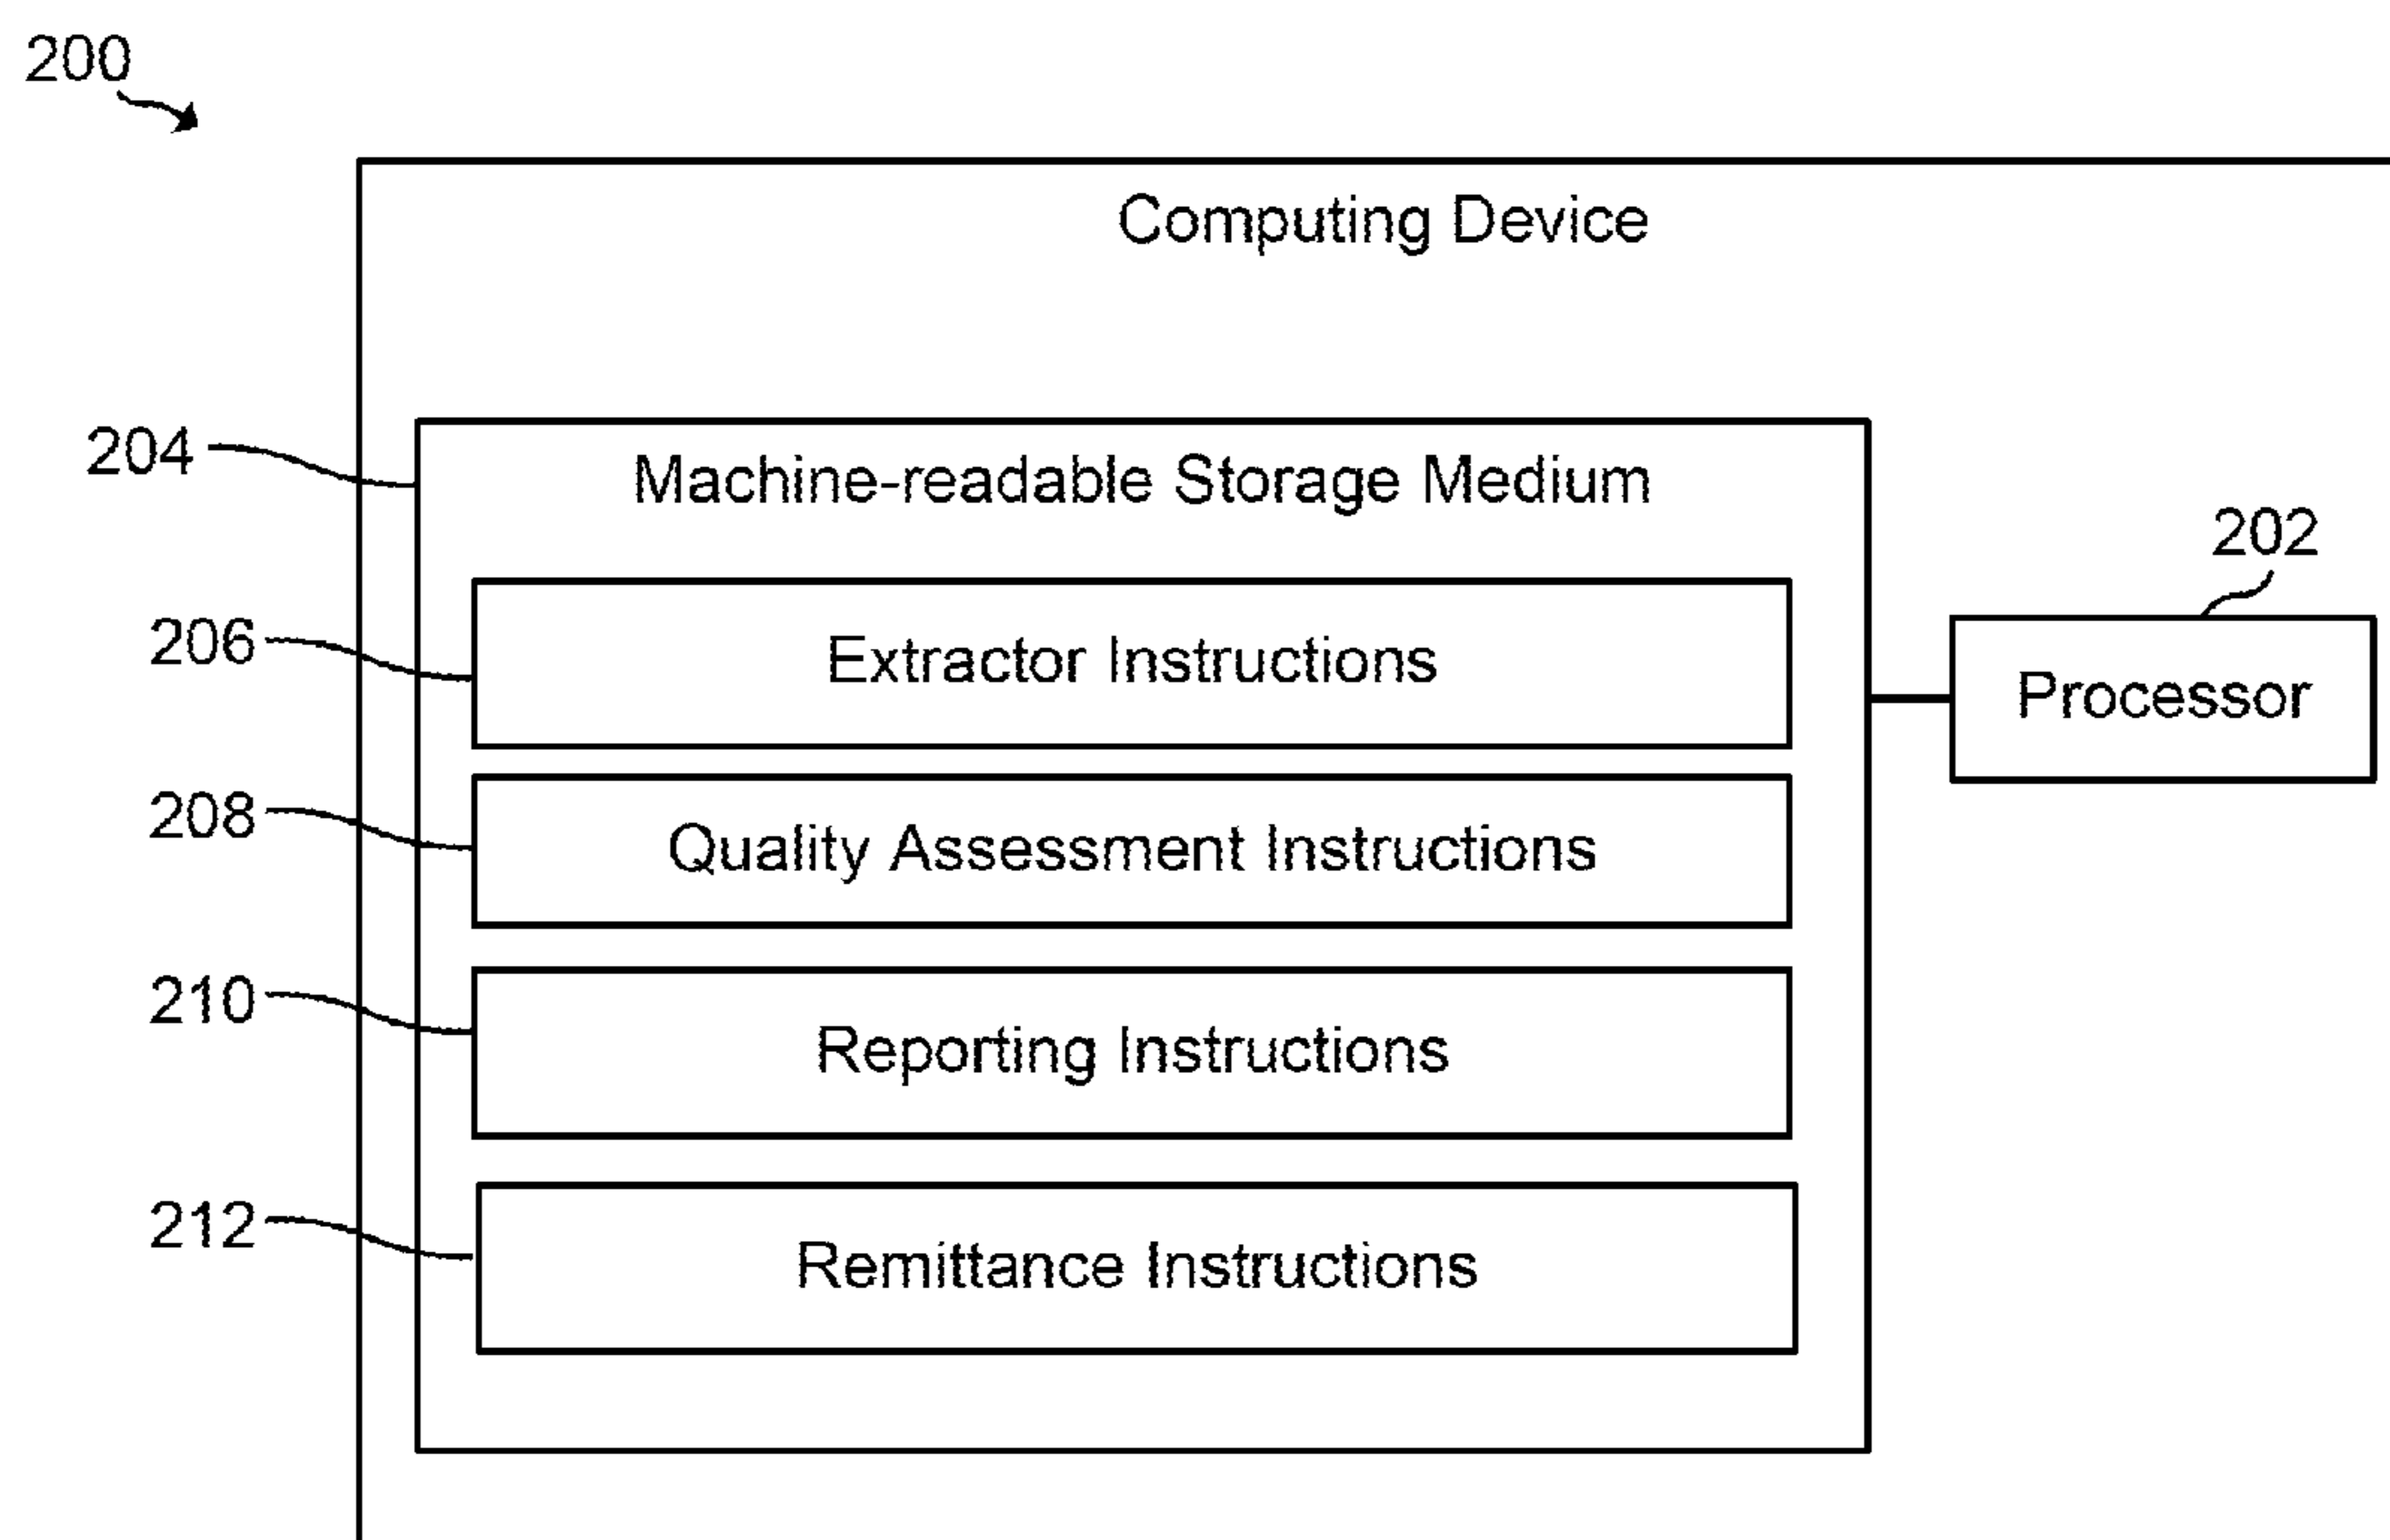 200
Computing Device
204
Machine-readable Storage Medium
202
206
Extractor Instructions
Processor
208
Quality Assessment Instructions
210
Reporting Instructions
212
Remittance Instructions